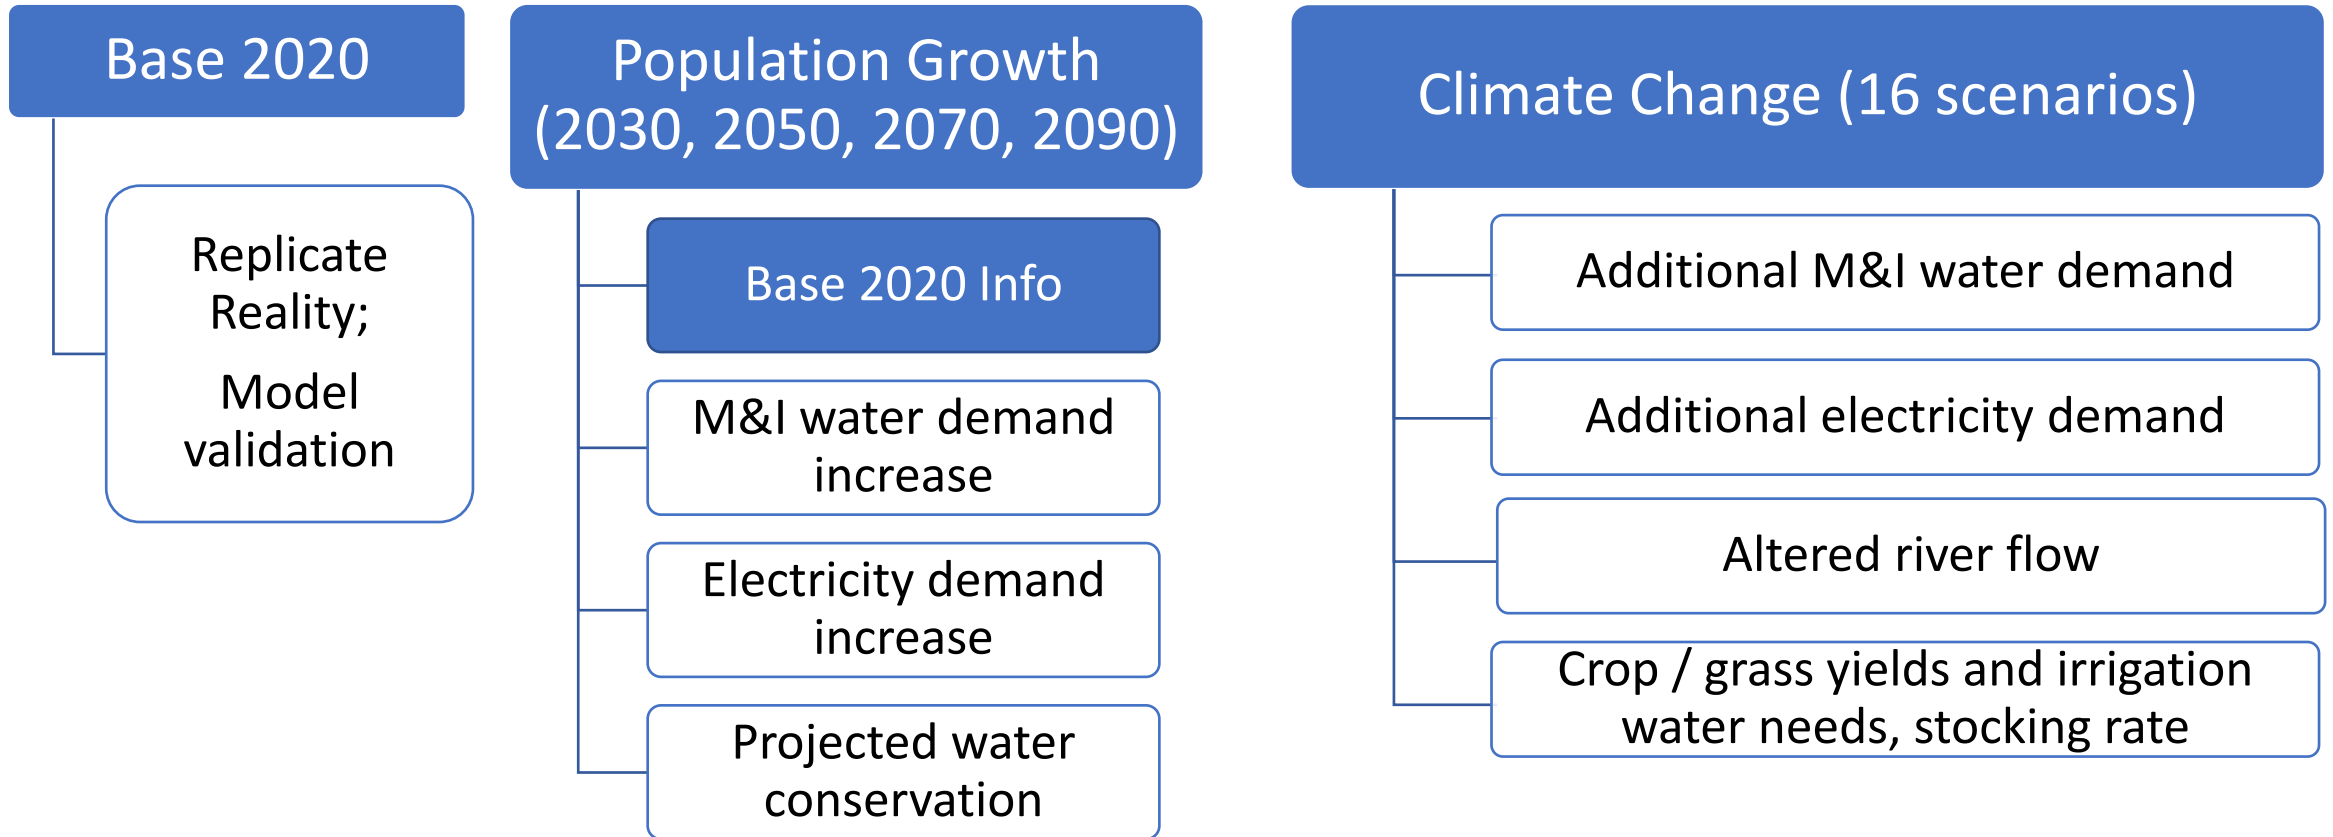 Base 2020
Replicate
Reality;
Model
validation
Population Growth
(2030, 2050, 2070, 2090)
Base 2020 Info
M&I water demand
increase
Electricity demand
increase
Projected water
conservation
Climate Change (16 scenarios)
Additional M&I water demand
Additional electricity demand
Altered river flow
Crop / grass yields and irrigation
water needs, stocking rate